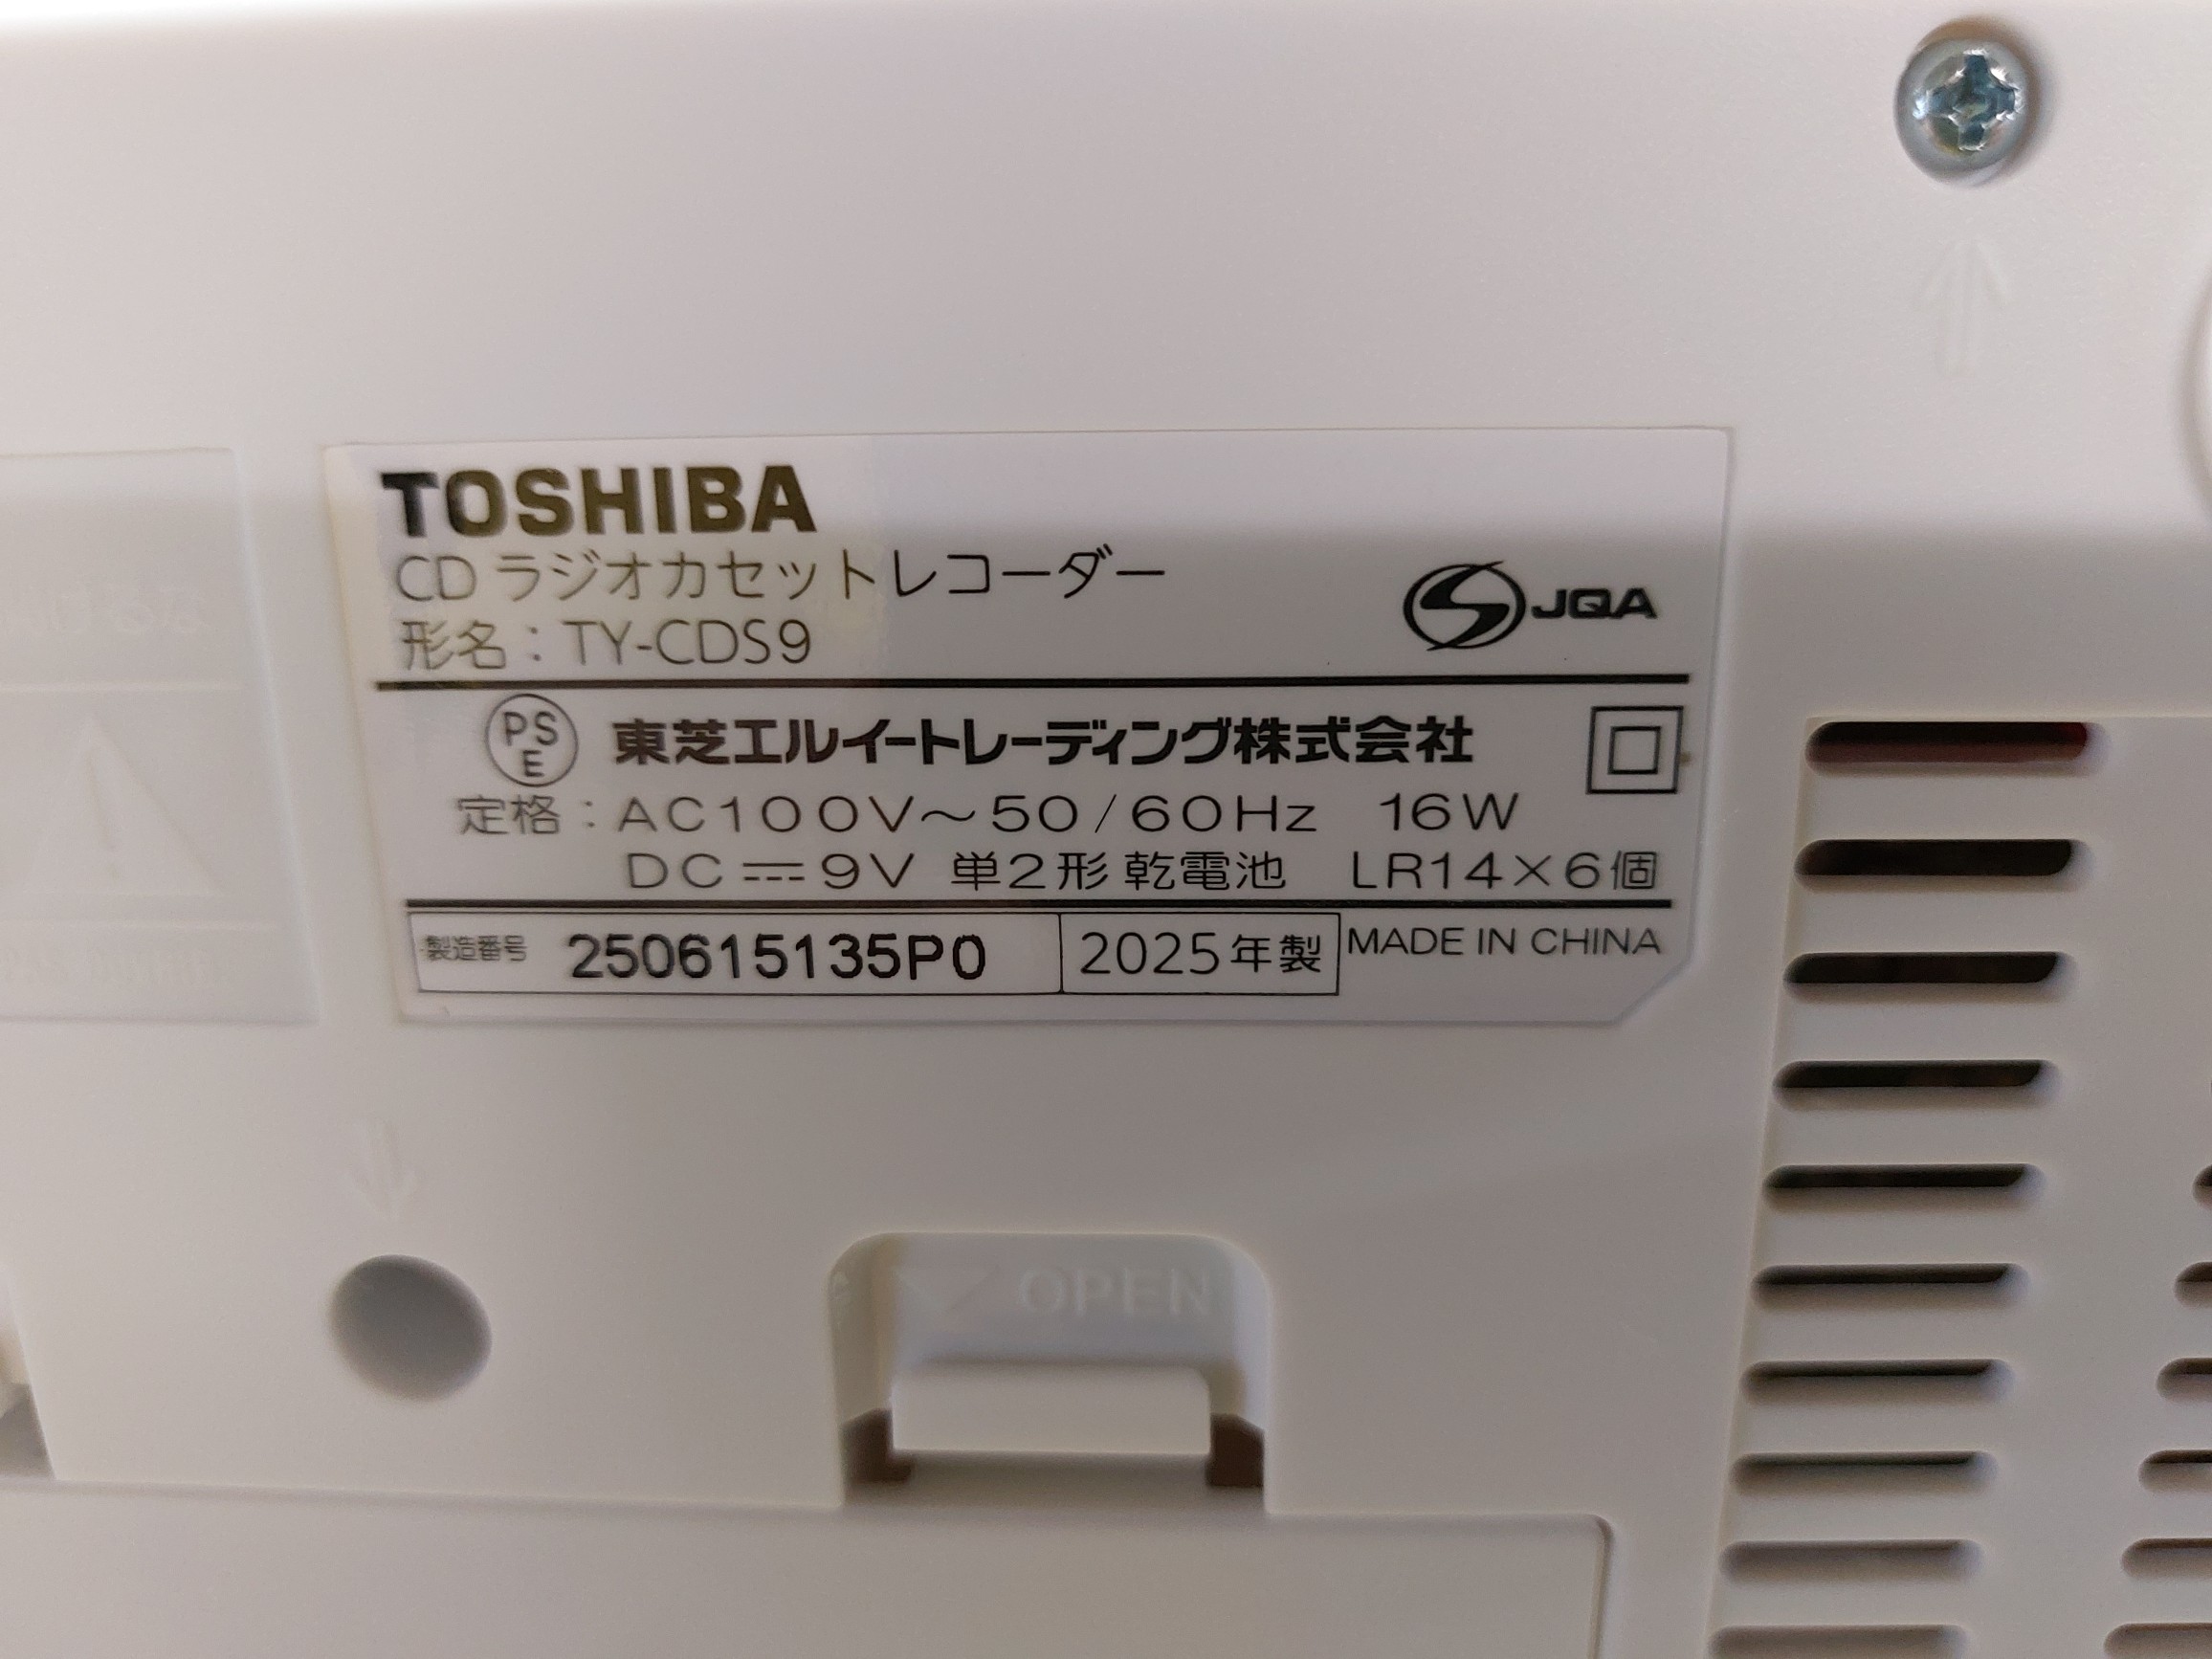 TOSHIBA
CD ラジオカセットレコーダー
形名：TY-CDS9
JQA
PSE
東芝エルイートレーディング株式会社
定格：AC100V～50/60Hz 16W
DC⎓9V 単2形 乾電池 LR14×6個
製造番号 250615135P0
2025年製
MADE IN CHINA
OPEN